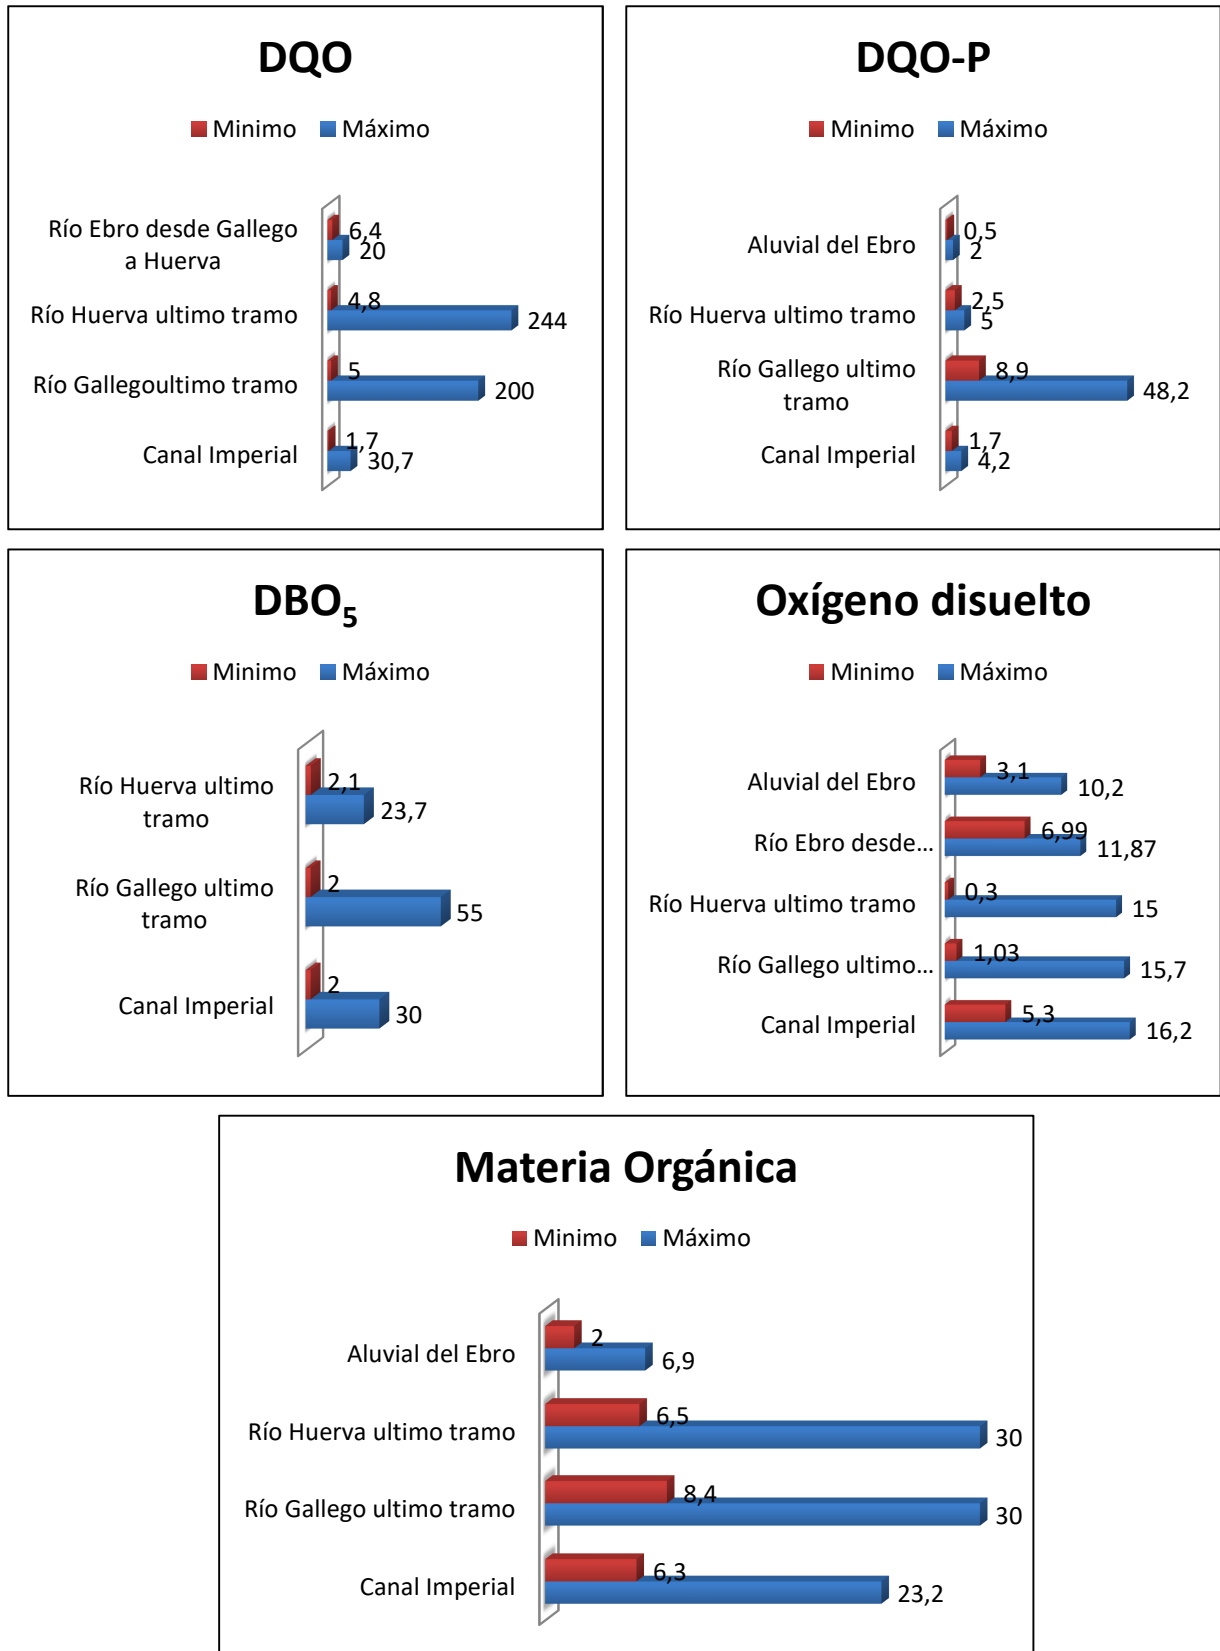 DQO
Minimo Máximo
Río Ebro desde Gallego
a Huerva
6,4
20
Río Huerva ultimo tramo
4,8
244
Río Gallegoultimo tramo
5
200
Canal Imperial
1,7
30,7
DQO-P
Minimo Máximo
Aluvial del Ebro
0,5
2
Río Huerva ultimo tramo
2,5
5
Río Gallego ultimo
tramo
8,9
48,2
Canal Imperial
1,7
4,2
DBO5
Minimo Máximo
Río Huerva ultimo
tramo
2,1
23,7
Río Gallego ultimo
tramo
2
55
Canal Imperial
2
30
Oxígeno disuelto
Minimo Máximo
Aluvial del Ebro
3,1
10,2
Río Ebro desde...
6,99
11,87
Río Huerva ultimo tramo
0,3
15
Río Gallego ultimo...
1,03
15,7
Canal Imperial
5,3
16,2
Materia Orgánica
Minimo Máximo
Aluvial del Ebro
2
6,9
Río Huerva ultimo tramo
6,5
30
Río Gallego ultimo tramo
8,4
30
Canal Imperial
6,3
23,2